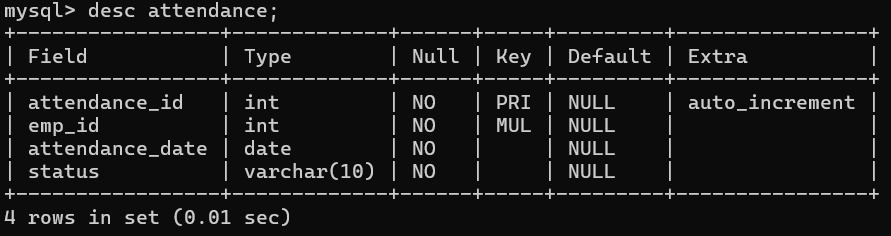 mysql> desc attendance;
+-----------------+-------------+------+-----+---------+----------------+
| Field           | Type        | Null | Key | Default | Extra          |
+-----------------+-------------+------+-----+---------+----------------+
| attendance_id   | int         | NO   | PRI | NULL    | auto_increment |
| emp_id          | int         | NO   | MUL | NULL    |                |
| attendance_date | date        | NO   |     | NULL    |                |
| status          | varchar(10) | NO   |     | NULL    |                |
+-----------------+-------------+------+-----+---------+----------------+
4 rows in set (0.01 sec)